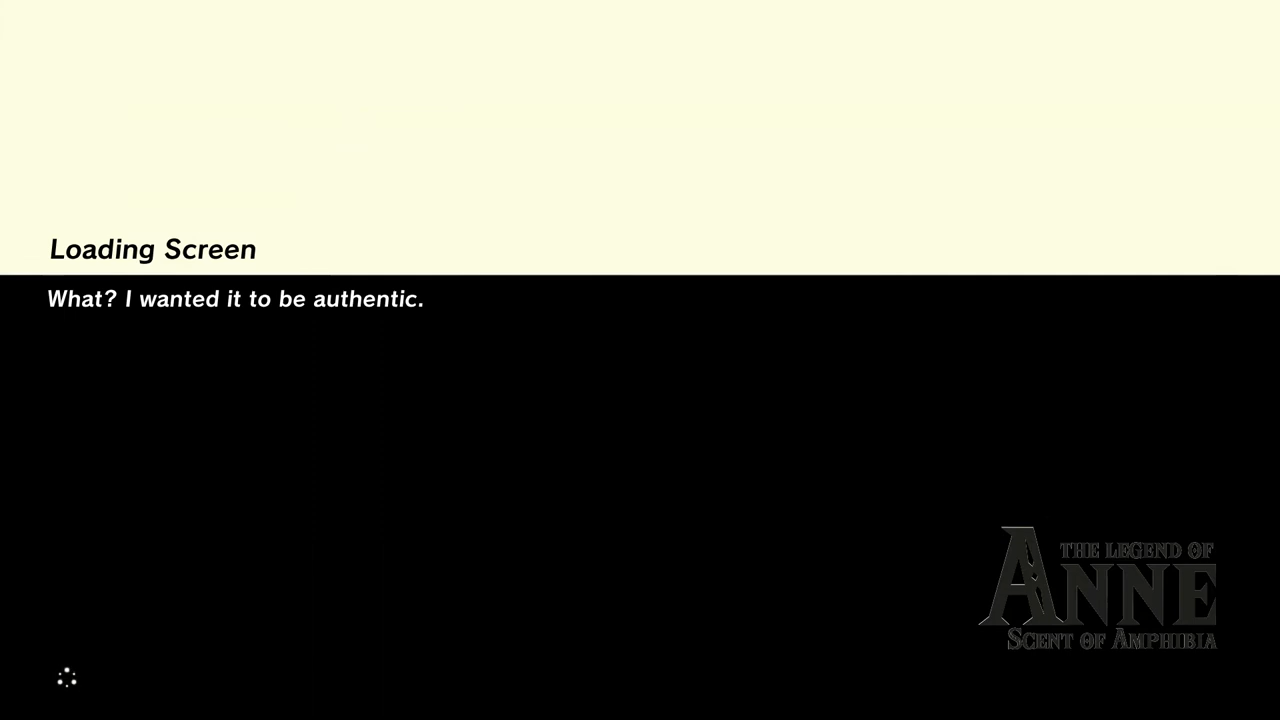 Loading Screen
What? I wanted it to be authentic.
THE LEGEND OF
ANNE
SCENT OF AMPHIBIA